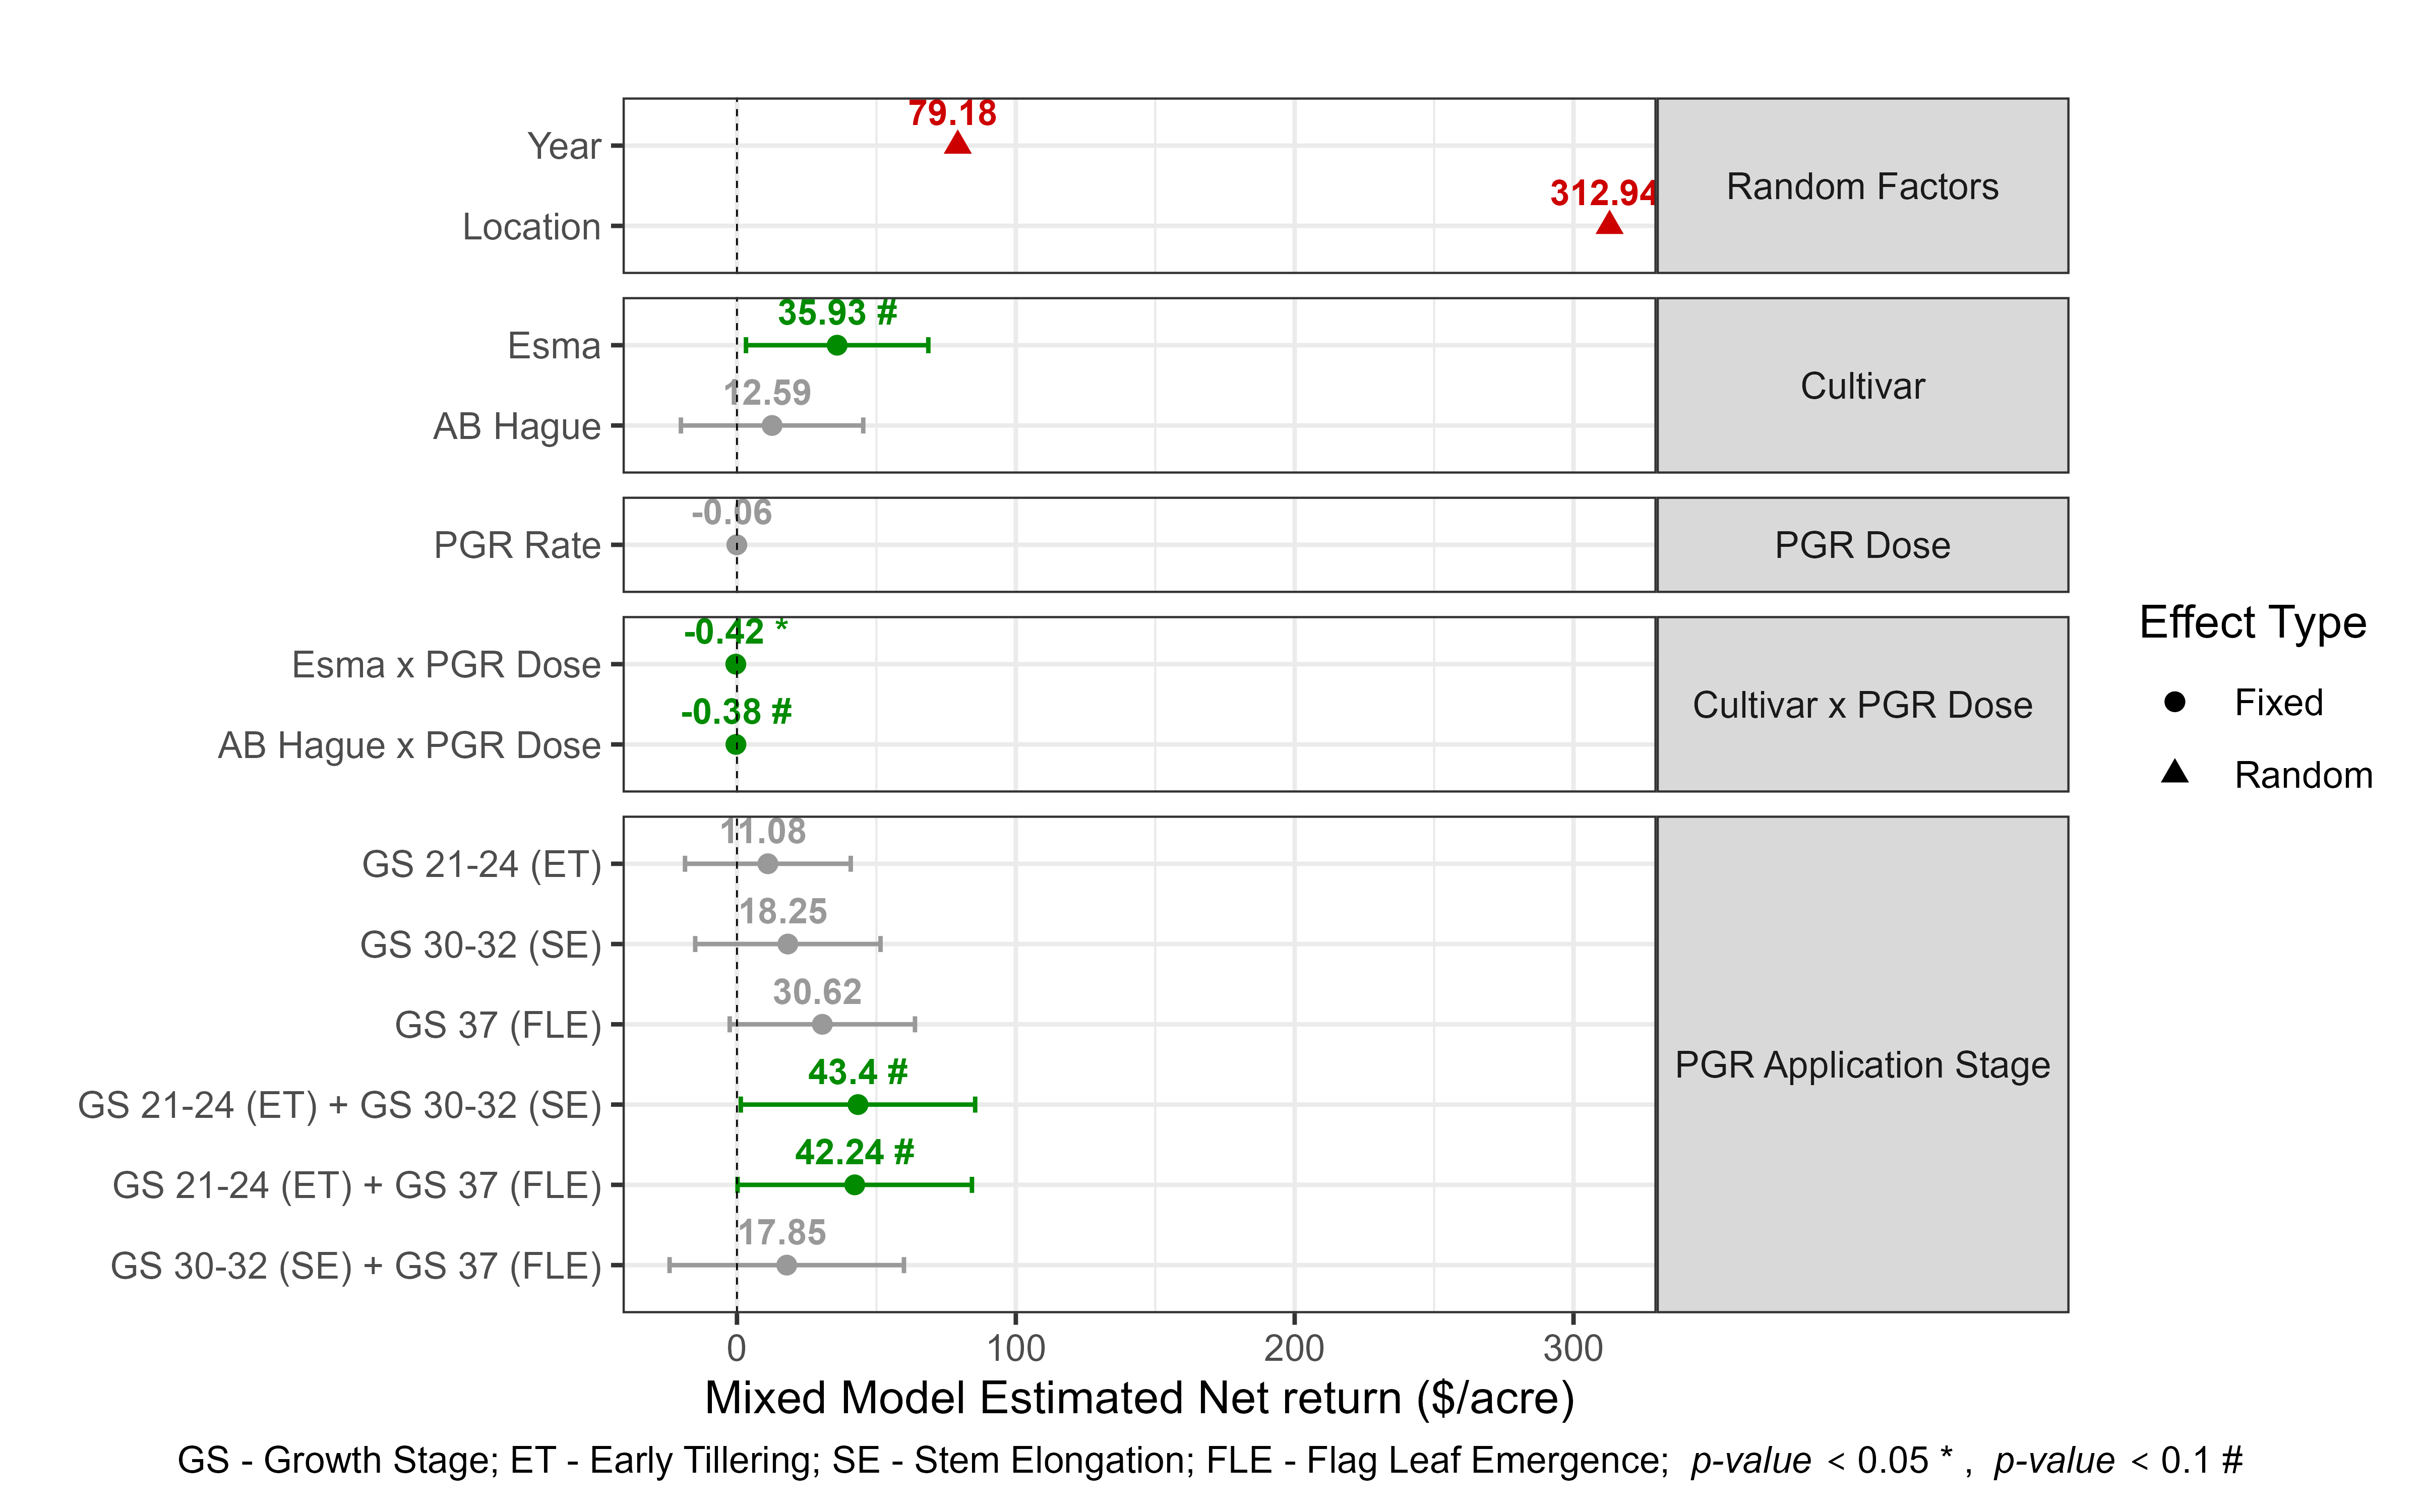 79.18
Year
312.94
Random Factors
Location
35.93 #
Esma
12.59
Cultivar
AB Hague
-0.06
PGR Rate
PGR Dose
-0.42 *
Esma x PGR Dose
-0.38 #
Cultivar x PGR Dose
AB Hague x PGR Dose
11.08
GS 21-24 (ET)
18.25
GS 30-32 (SE)
30.62
GS 37 (FLE)
43.4 #
PGR Application Stage
GS 21-24 (ET) + GS 30-32 (SE)
42.24 #
GS 21-24 (ET) + GS 37 (FLE)
17.85
GS 30-32 (SE) + GS 37 (FLE)
0 100 200 300
Mixed Model Estimated Net return ($/acre)
GS - Growth Stage; ET - Early Tillering; SE - Stem Elongation; FLE - Flag Leaf Emergence; p-value < 0.05 * , p-value < 0.1 #
Effect Type
Fixed
Random